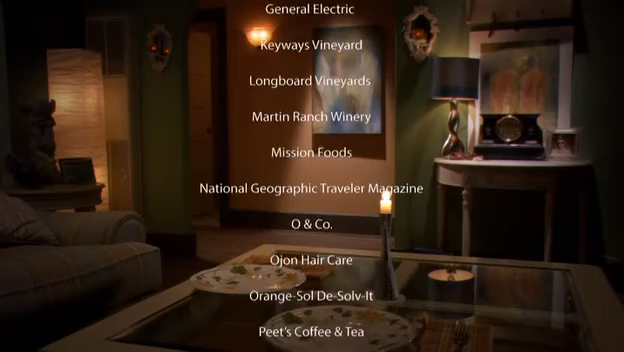 General Electric
Keyways Vineyard
Longboard Vineyards
Martin Ranch Winery
Mission Foods
National Geographic Traveler Magazine
O & Co.
Ojon Hair Care
Orange-Sol De-Solv-It
Peet's Coffee & Tea